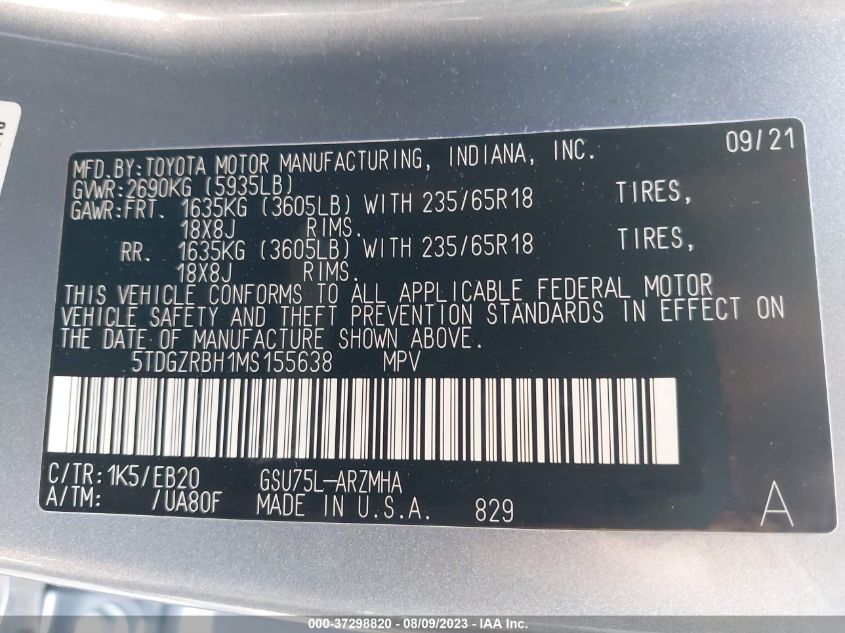 09/21
MFD.BY:TOYOTA MOTOR MANUFACTURING, INDIANA, INC.
GVWR:2690KG (5935LB)
GAWR:FRT. 1635KG (3605LB) WITH 235/65R18 TIRES,
18X8J RIMS.
RR. 1635KG (3605LB) WITH 235/65R18 TIRES,
18X8J RIMS.
THIS VEHICLE CONFORMS TO ALL APPLICABLE FEDERAL MOTOR
VEHICLE SAFETY AND THEFT PREVENTION STANDARDS IN EFFECT ON
THE DATE OF MANUFACTURE SHOWN ABOVE.
5TDGZRBH1MS155638 MPV
C/TR: 1K5/EB20 GSU75L-ARZMHA
A/TM: /UA80F MADE IN U.S.A. 829
A
000-37298820 - 08/09/2023 - IAA Inc.